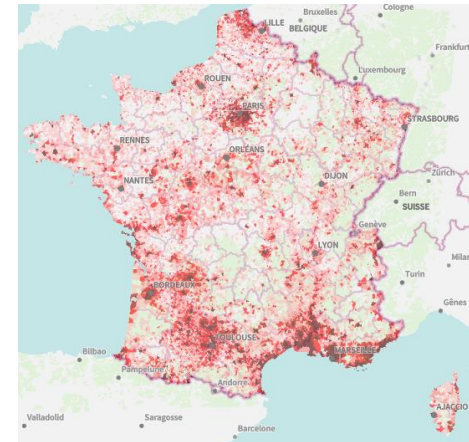 Bruxelles
Cologne
LILLE
BELGIQUE
Frankfurt
Luxembourg
ROUEN
PARIS
STRASBOURG
RENNES
ORLÉANS
NANTES
DIJON
Zürich
Bern
SUISSE
Genève
LYON
Milan
Turin
BORDEAUX
Gênes
TOULOUSE
MARSEILLE
Bilbao
Pampelune
Andorre
AJACCIO
Valladolid
Saragosse
Barcelone